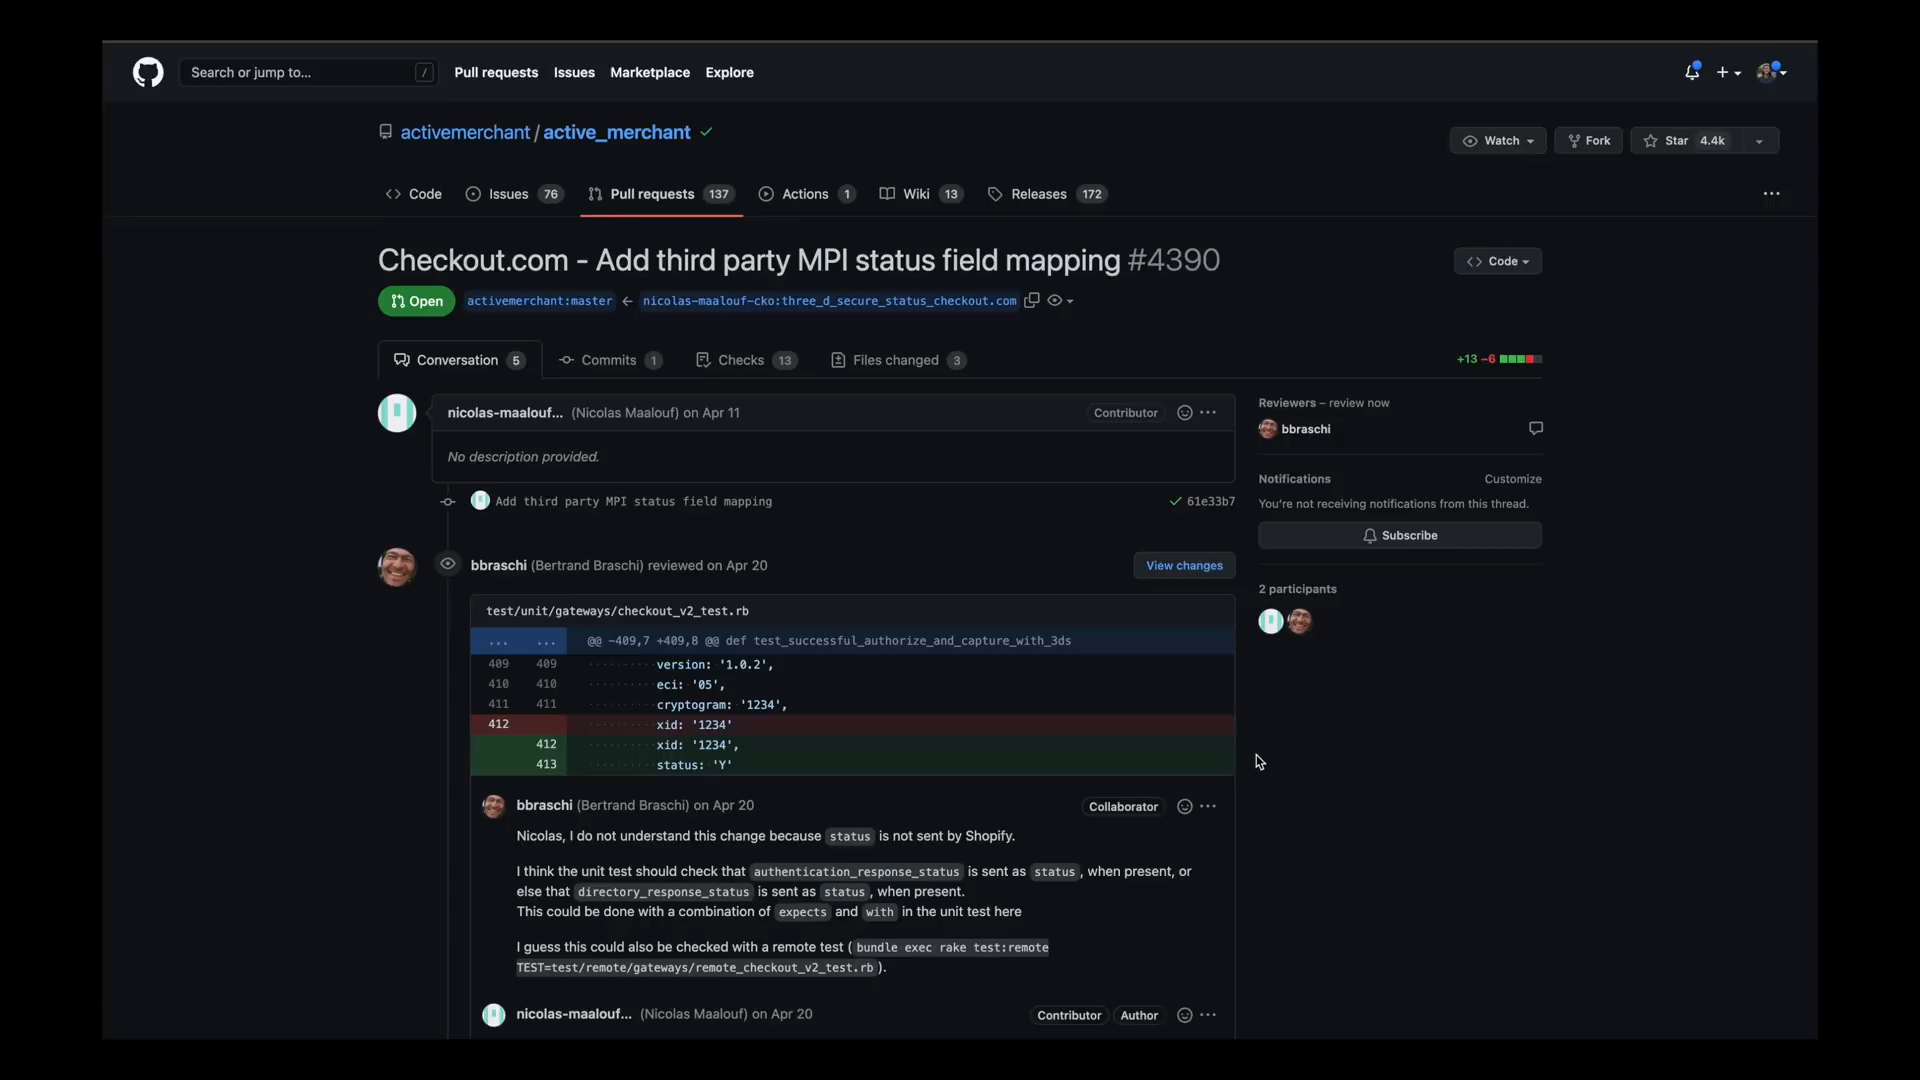 Search or jump to... /
Pull requests Issues Marketplace Explore
activemerchant / active_merchant
Watch Fork Star 4.4k
Code Issues 76 Pull requests 137 Actions 1 Wiki 13 Releases 172
Checkout.com - Add third party MPI status field mapping #4390
Code
Open activemerchant:master ← nicolas-maalouf-cko:three_d_secure_status_checkout.com
Conversation 5 Commits 1 Checks 13 Files changed 3
+13 −6
nicolas-maalouf... (Nicolas Maalouf) on Apr 11 Contributor
No description provided.
Add third party MPI status field mapping 61e33b7
bbraschi (Bertrand Braschi) reviewed on Apr 20 View changes
test/unit/gateways/checkout_v2_test.rb
... ... @@ −409,7 +409,8 @@ def test_successful_authorize_and_capture_with_3ds
409 409 version: '1.0.2',
410 410 eci: '05',
411 411 cryptogram: '1234',
412 xid: '1234'
412 xid: '1234',
413 status: 'Y'
bbraschi (Bertrand Braschi) on Apr 20 Collaborator
Nicolas, I do not understand this change because status is not sent by Shopify.
I think the unit test should check that authentication_response_status is sent as status , when present, or
else that directory_response_status is sent as status , when present.
This could be done with a combination of expects and with in the unit test here
I guess this could also be checked with a remote test ( bundle exec rake test:remote
TEST=test/remote/gateways/remote_checkout_v2_test.rb ).
nicolas-maalouf... (Nicolas Maalouf) on Apr 20 Contributor Author
Reviewers – review now
bbraschi
Notifications Customize
You're not receiving notifications from this thread.
Subscribe
2 participants